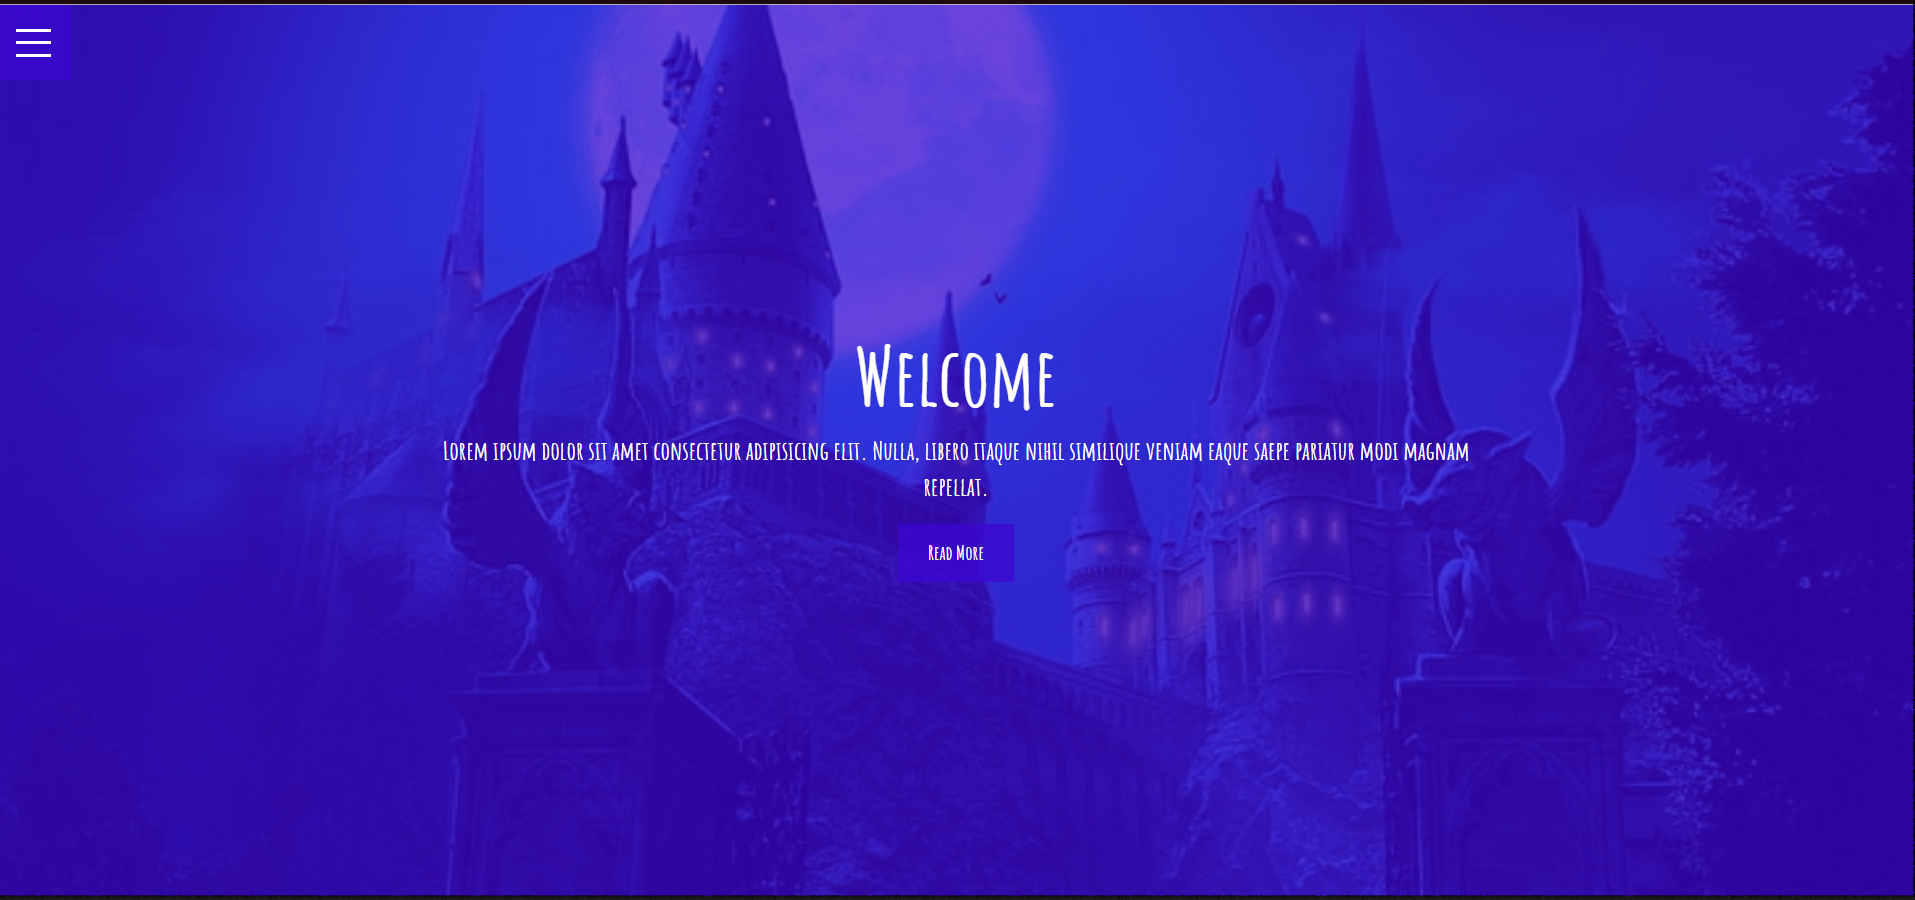 Welcome
Lorem ipsum dolor sit amet consectetur adipisicing elit. Nulla, libero itaque nihil similique veniam eaque saepe pariatur modi magnam
repellat.
Read More